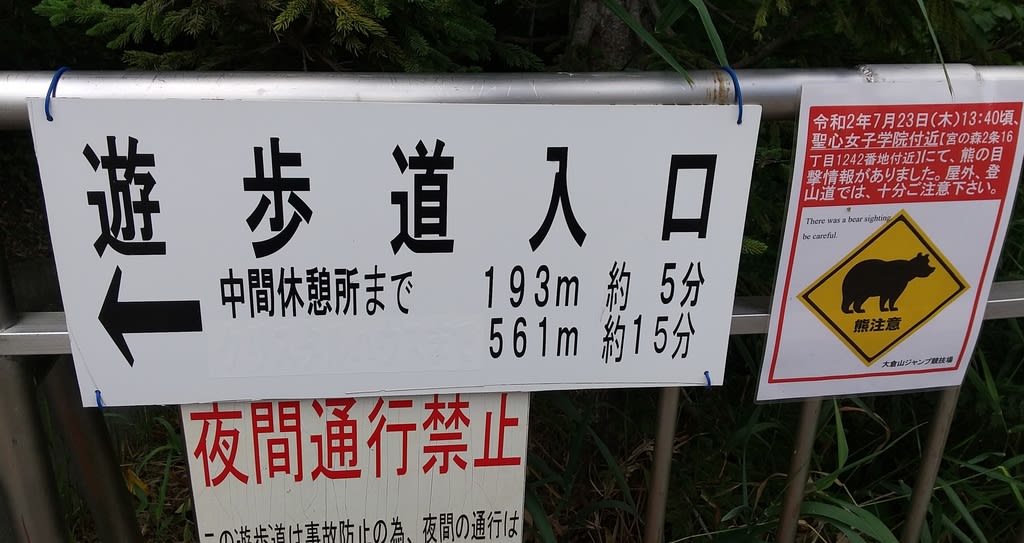 遊歩道入口
中間休憩所まで 193m 約 5分
561m 約15分
夜間通行禁止
この遊歩道は事故防止の為、夜間の通行は
令和2年7月23日(木)13:40頃、
聖心女子学院付近【宮の森2条16
丁目1242番地付近】にて、熊の目
撃情報がありました。屋外、登
山道では、十分ご注意下さい。
There was a bear sighting
be careful.
熊注意
大倉山ジャンプ競技場